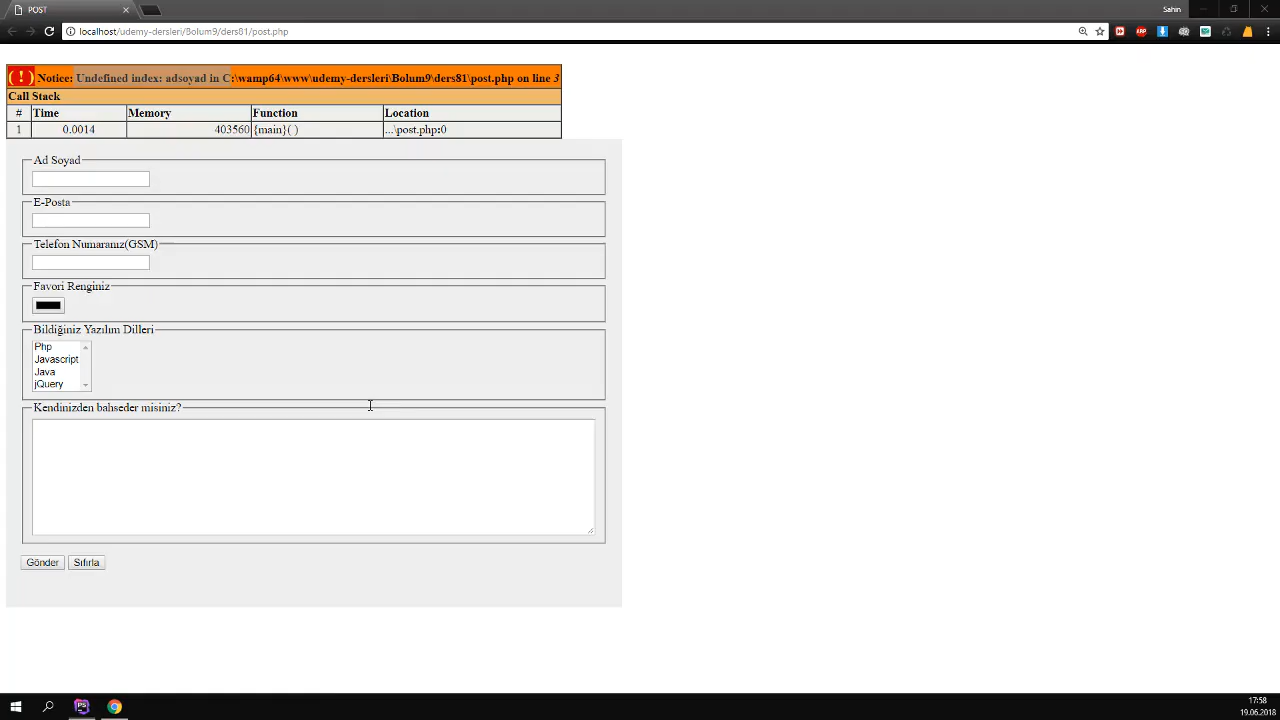 POST
Sahin
localhost/udemy-dersleri/Bolum9/ders81/post.php
ABP
( ! ) Notice: Undefined index: adsoyad in C:\wamp64\www\udemy-dersleri\Bolum9\ders81\post.php on line 3
Call Stack
# Time Memory Function Location
1 0.0014 403560 {main}( ) ...\post.php:0
Ad Soyad
E-Posta
Telefon Numaranız(GSM)
Favori Renginiz
Bildiğiniz Yazılım Dilleri
Php
Javascript
Java
jQuery
Kendinizden bahseder misiniz?
Gönder Sıfırla
PS
17:58
19.06.2018